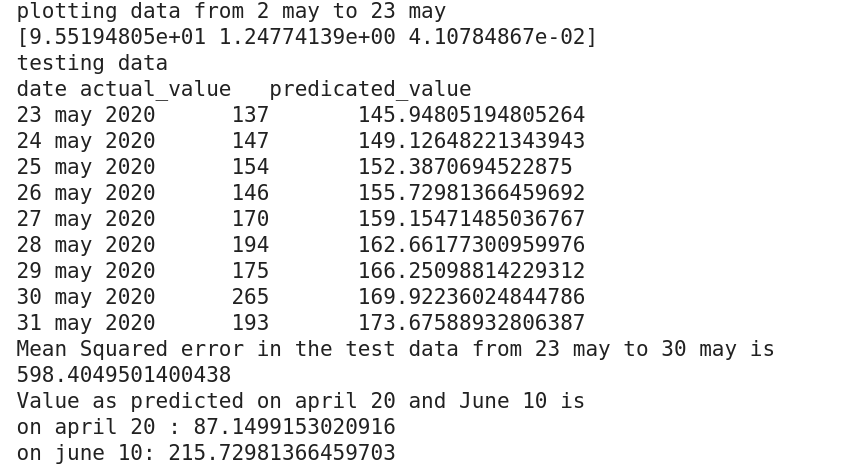 plotting data from 2 may to 23 may
[9.55194805e+01 1.24774139e+00 4.10784867e-02]
testing data
date actual_value   predicated_value
23 may 2020      137       145.94805194805264
24 may 2020      147       149.12648221343943
25 may 2020      154       152.3870694522875
26 may 2020      146       155.72981366459692
27 may 2020      170       159.15471485036767
28 may 2020      194       162.66177300959976
29 may 2020      175       166.25098814229312
30 may 2020      265       169.92236024844786
31 may 2020      193       173.67588932806387
Mean Squared error in the test data from 23 may to 30 may is
598.4049501400438
Value as predicted on april 20 and June 10 is
on april 20 : 87.1499153020916
on june 10: 215.72981366459703